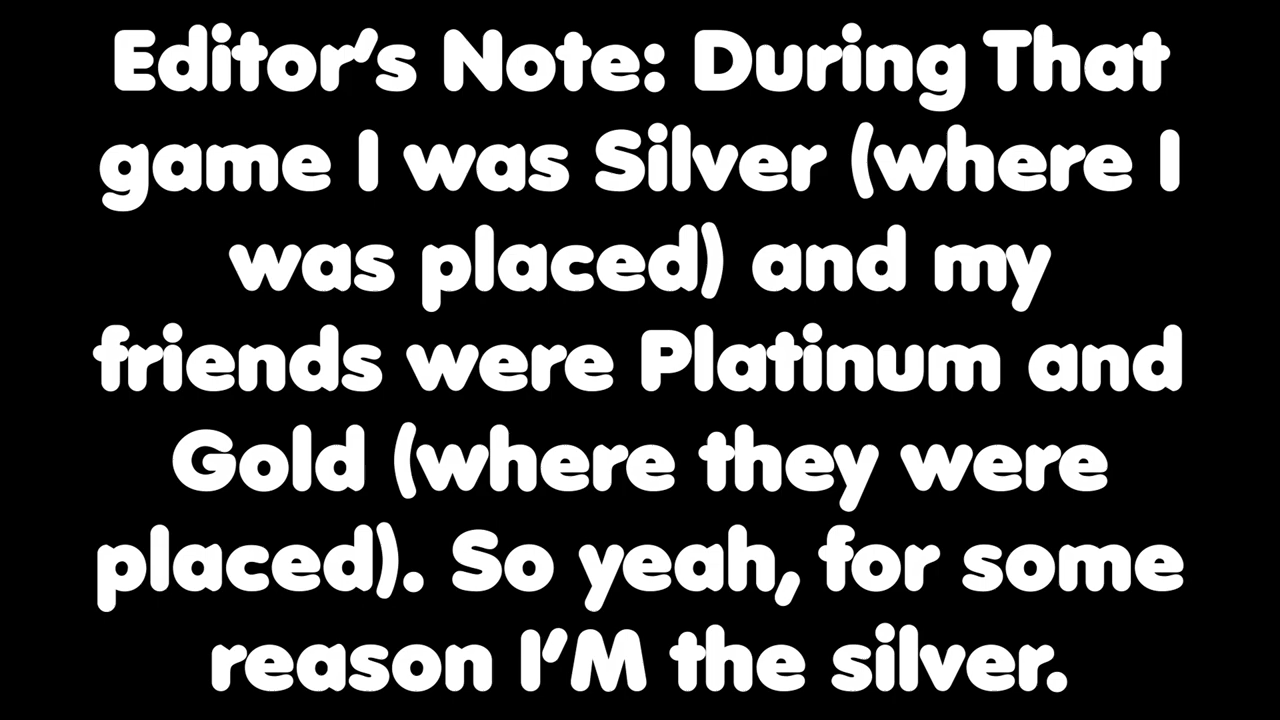 Editor's Note: During That
game I was Silver (where I
was placed) and my
friends were Platinum and
Gold (where they were
placed). So yeah, for some
reason I'M the silver.